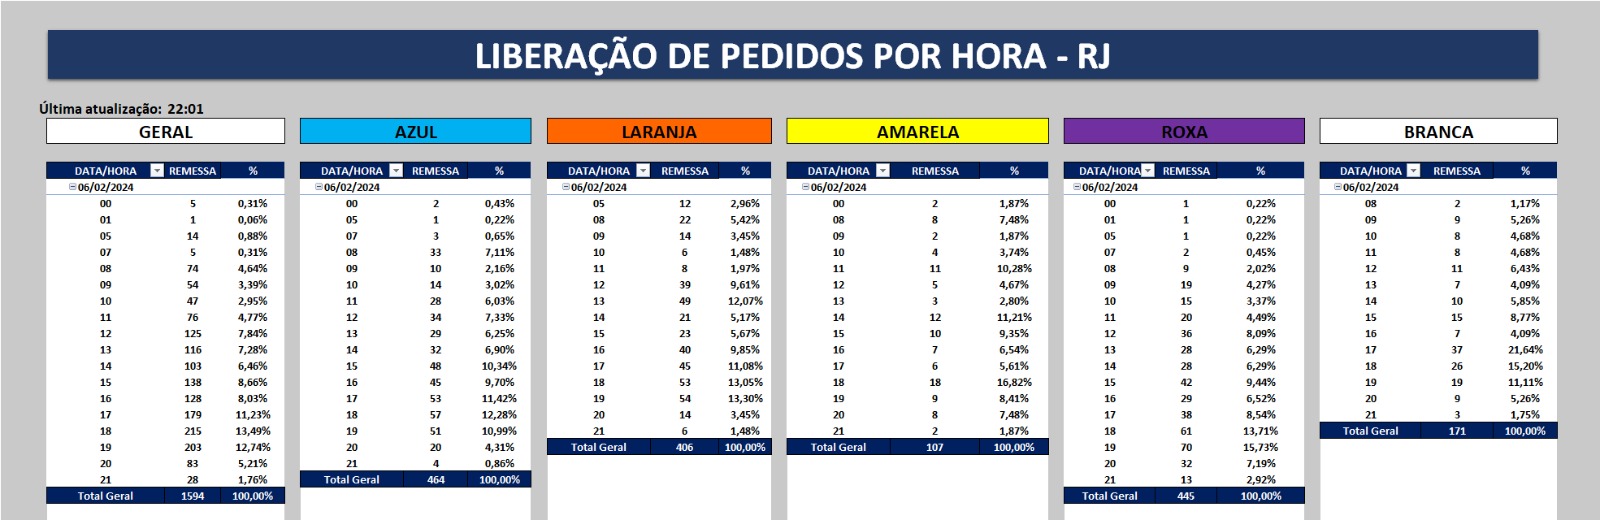 LIBERAÇÃO DE PEDIDOS POR HORA - RJ
Última atualização: 22:01
GERAL
DATA/HORA REMESSA %
06/02/2024
00 5 0,31%
01 1 0,06%
05 14 0,88%
07 5 0,31%
08 74 4,64%
09 54 3,39%
10 47 2,95%
11 76 4,77%
12 125 7,84%
13 116 7,28%
14 103 6,46%
15 138 8,66%
16 128 8,03%
17 179 11,23%
18 215 13,49%
19 203 12,74%
20 83 5,21%
21 28 1,76%
Total Geral 1594 100,00%
AZUL
DATA/HORA REMESSA %
06/02/2024
00 2 0,43%
05 1 0,22%
07 3 0,65%
08 33 7,11%
09 10 2,16%
10 14 3,02%
11 28 6,03%
12 34 7,33%
13 29 6,25%
14 32 6,90%
15 48 10,34%
16 45 9,70%
17 53 11,42%
18 57 12,28%
19 51 10,99%
20 20 4,31%
21 4 0,86%
Total Geral 464 100,00%
LARANJA
DATA/HORA REMESSA %
06/02/2024
05 12 2,96%
08 22 5,42%
09 14 3,45%
10 6 1,48%
11 8 1,97%
12 39 9,61%
13 49 12,07%
14 21 5,17%
15 23 5,67%
16 40 9,85%
17 45 11,08%
18 53 13,05%
19 54 13,30%
20 14 3,45%
21 6 1,48%
Total Geral 406 100,00%
AMARELA
DATA/HORA REMESSA %
06/02/2024
00 2 1,87%
08 8 7,48%
09 2 1,87%
10 4 3,74%
11 11 10,28%
12 5 4,67%
13 3 2,80%
14 12 11,21%
15 10 9,35%
16 7 6,54%
17 6 5,61%
18 18 16,82%
19 9 8,41%
20 8 7,48%
21 2 1,87%
Total Geral 107 100,00%
ROXA
DATA/HORA REMESSA %
06/02/2024
00 1 0,22%
01 1 0,22%
05 1 0,22%
07 2 0,45%
08 9 2,02%
09 19 4,27%
10 15 3,37%
11 20 4,49%
12 36 8,09%
13 28 6,29%
14 28 6,29%
15 42 9,44%
16 29 6,52%
17 38 8,54%
18 61 13,71%
19 70 15,73%
20 32 7,19%
21 13 2,92%
Total Geral 445 100,00%
BRANCA
DATA/HORA REMESSA %
06/02/2024
08 2 1,17%
09 9 5,26%
10 8 4,68%
11 8 4,68%
12 11 6,43%
13 7 4,09%
14 10 5,85%
15 15 8,77%
16 7 4,09%
17 37 21,64%
18 26 15,20%
19 19 11,11%
20 9 5,26%
21 3 1,75%
Total Geral 171 100,00%